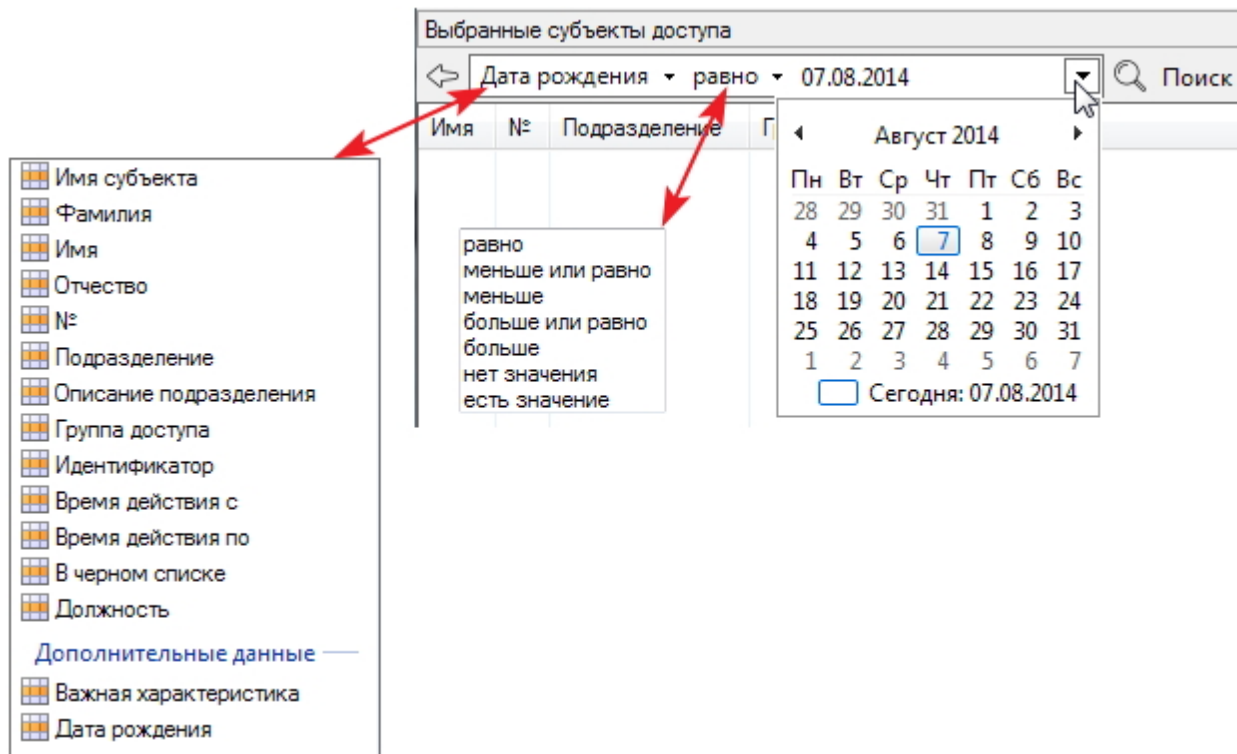 Выбранные субъекты доступа
Дата рождения равно 07.08.2014 Поиск
Имя № Подразделение
Август 2014
Пн Вт Ср Чт Пт Сб Вс
28 29 30 31 1 2 3
4 5 6 7 8 9 10
11 12 13 14 15 16 17
18 19 20 21 22 23 24
25 26 27 28 29 30 31
1 2 3 4 5 6 7
Сегодня: 07.08.2014
равно
меньше или равно
меньше
больше или равно
больше
нет значения
есть значение
Имя субъекта
Фамилия
Имя
Отчество
№
Подразделение
Описание подразделения
Группа доступа
Идентификатор
Время действия с
Время действия по
В черном списке
Должность
Дополнительные данные
Важная характеристика
Дата рождения